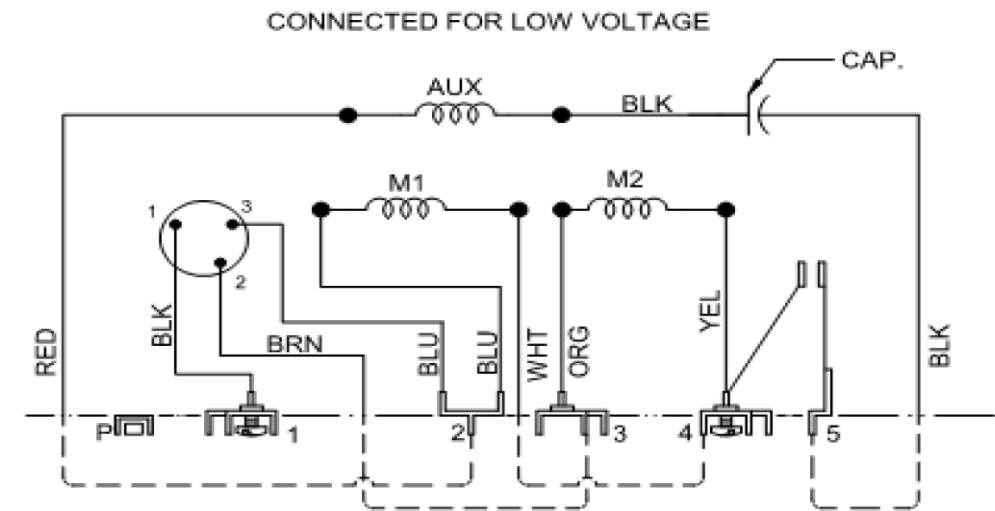 CONNECTED FOR LOW VOLTAGE
CAP.
AUX
BLK
M1
M2
1
3
2
RED
BLK
BRN
BLU
BLU
WHT
ORG
YEL
BLK
P
1
2
3
4
5